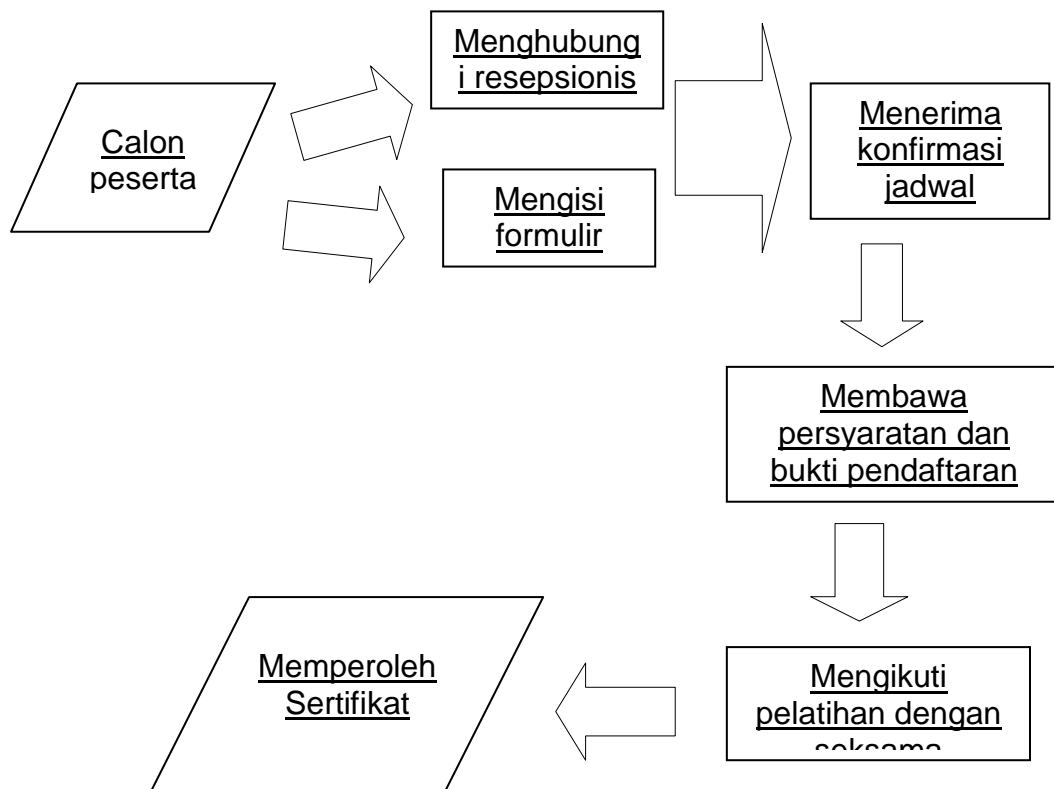 Calon
peserta
Menghubung
i resepsionis
Mengisi
formulir
Menerima
konfirmasi
jadwal
Membawa
persyaratan dan
bukti pendaftaran
Mengikuti
pelatihan dengan
seksama
Memperoleh
Sertifikat